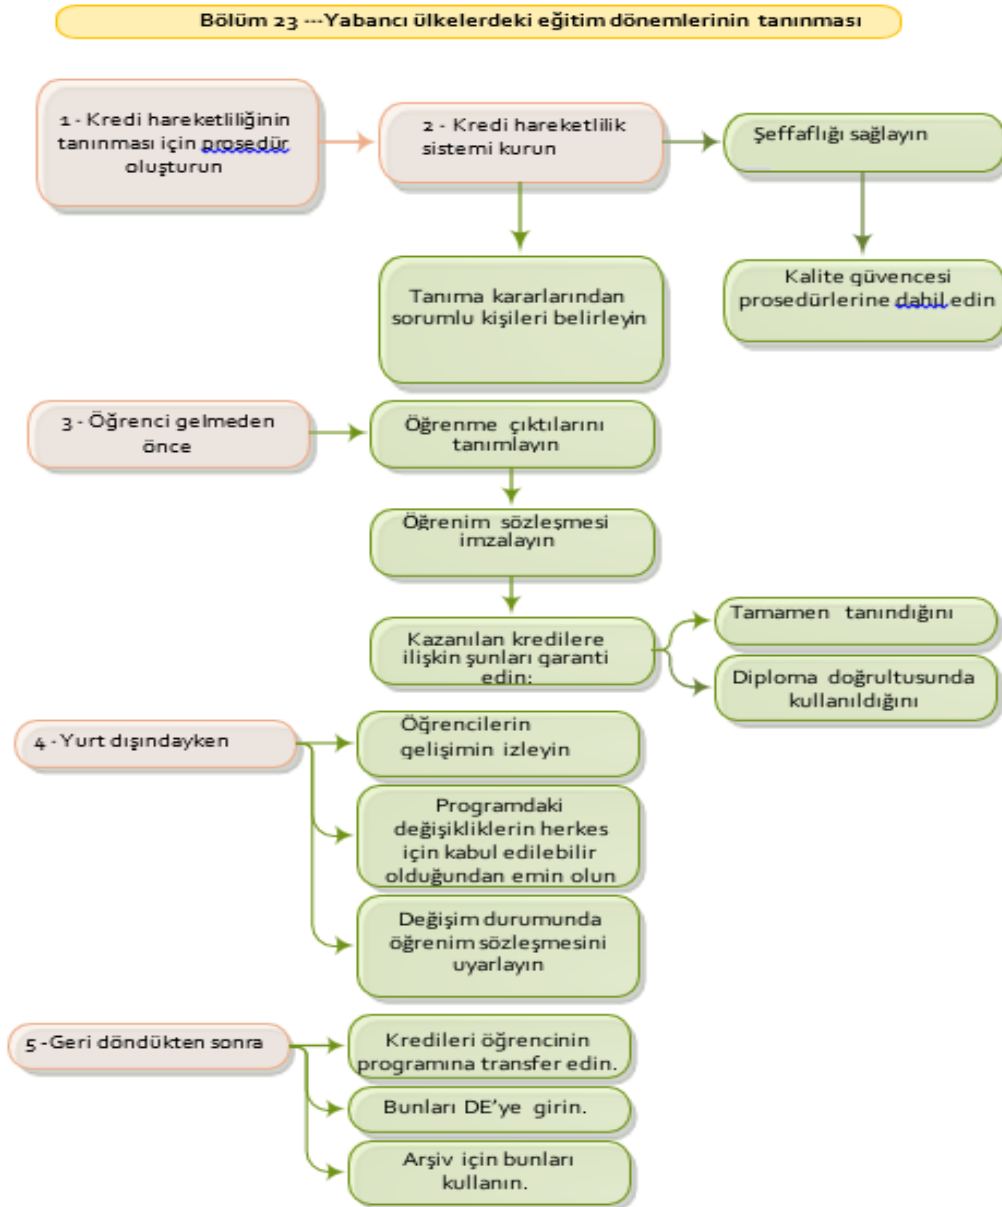 Bölüm 23 ---Yabancı ülkelerdeki eğitim dönemlerinin tanınması
1 - Kredi hareketliliğinin
tanınması için prosedür
oluşturun
2 - Kredi hareketlilik
sistemi kurun
Şeffaflığı sağlayın
Tanıma kararlarından
sorumlu kişileri belirleyin
Kalite güvencesi
prosedürlerine dahil edin
3 - Öğrenci gelmeden
önce
Öğrenme çıktılarını
tanımlayın
Öğrenim sözleşmesi
imzalayın
Kazanılan kredilere
ilişkin şunları garanti
edin:
Tamamen tanındığını
Diploma doğrultusunda
kullanıldığını
4 - Yurt dışındayken
Öğrencilerin
gelişimin izleyin
Programdaki
değişikliklerin herkes
için kabul edilebilir
olduğundan emin olun
Değişim durumunda
öğrenim sözleşmesini
uyarlayın
5 -Geri döndükten sonra
Kredileri öğrencinin
programına transfer edin.
Bunları DE’ye girin.
Arşiv için bunları
kullanın.